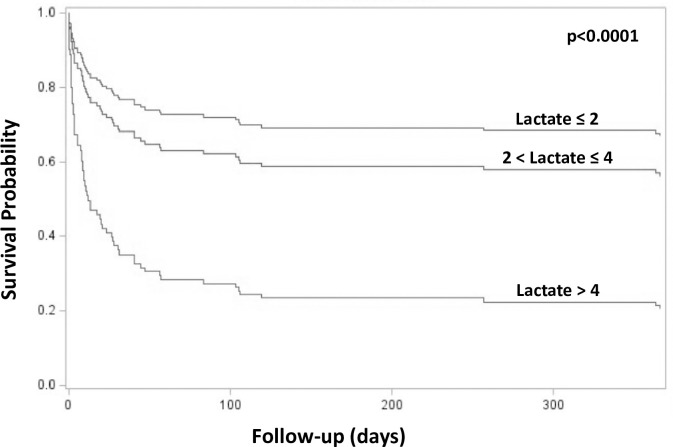 1.0
p<0.0001
0.8
Lactate ≤ 2
2 < Lactate ≤ 4
0.6
Survival Probability
0.4
Lactate > 4
0.2
0.0
0 100 200 300
Follow-up (days)